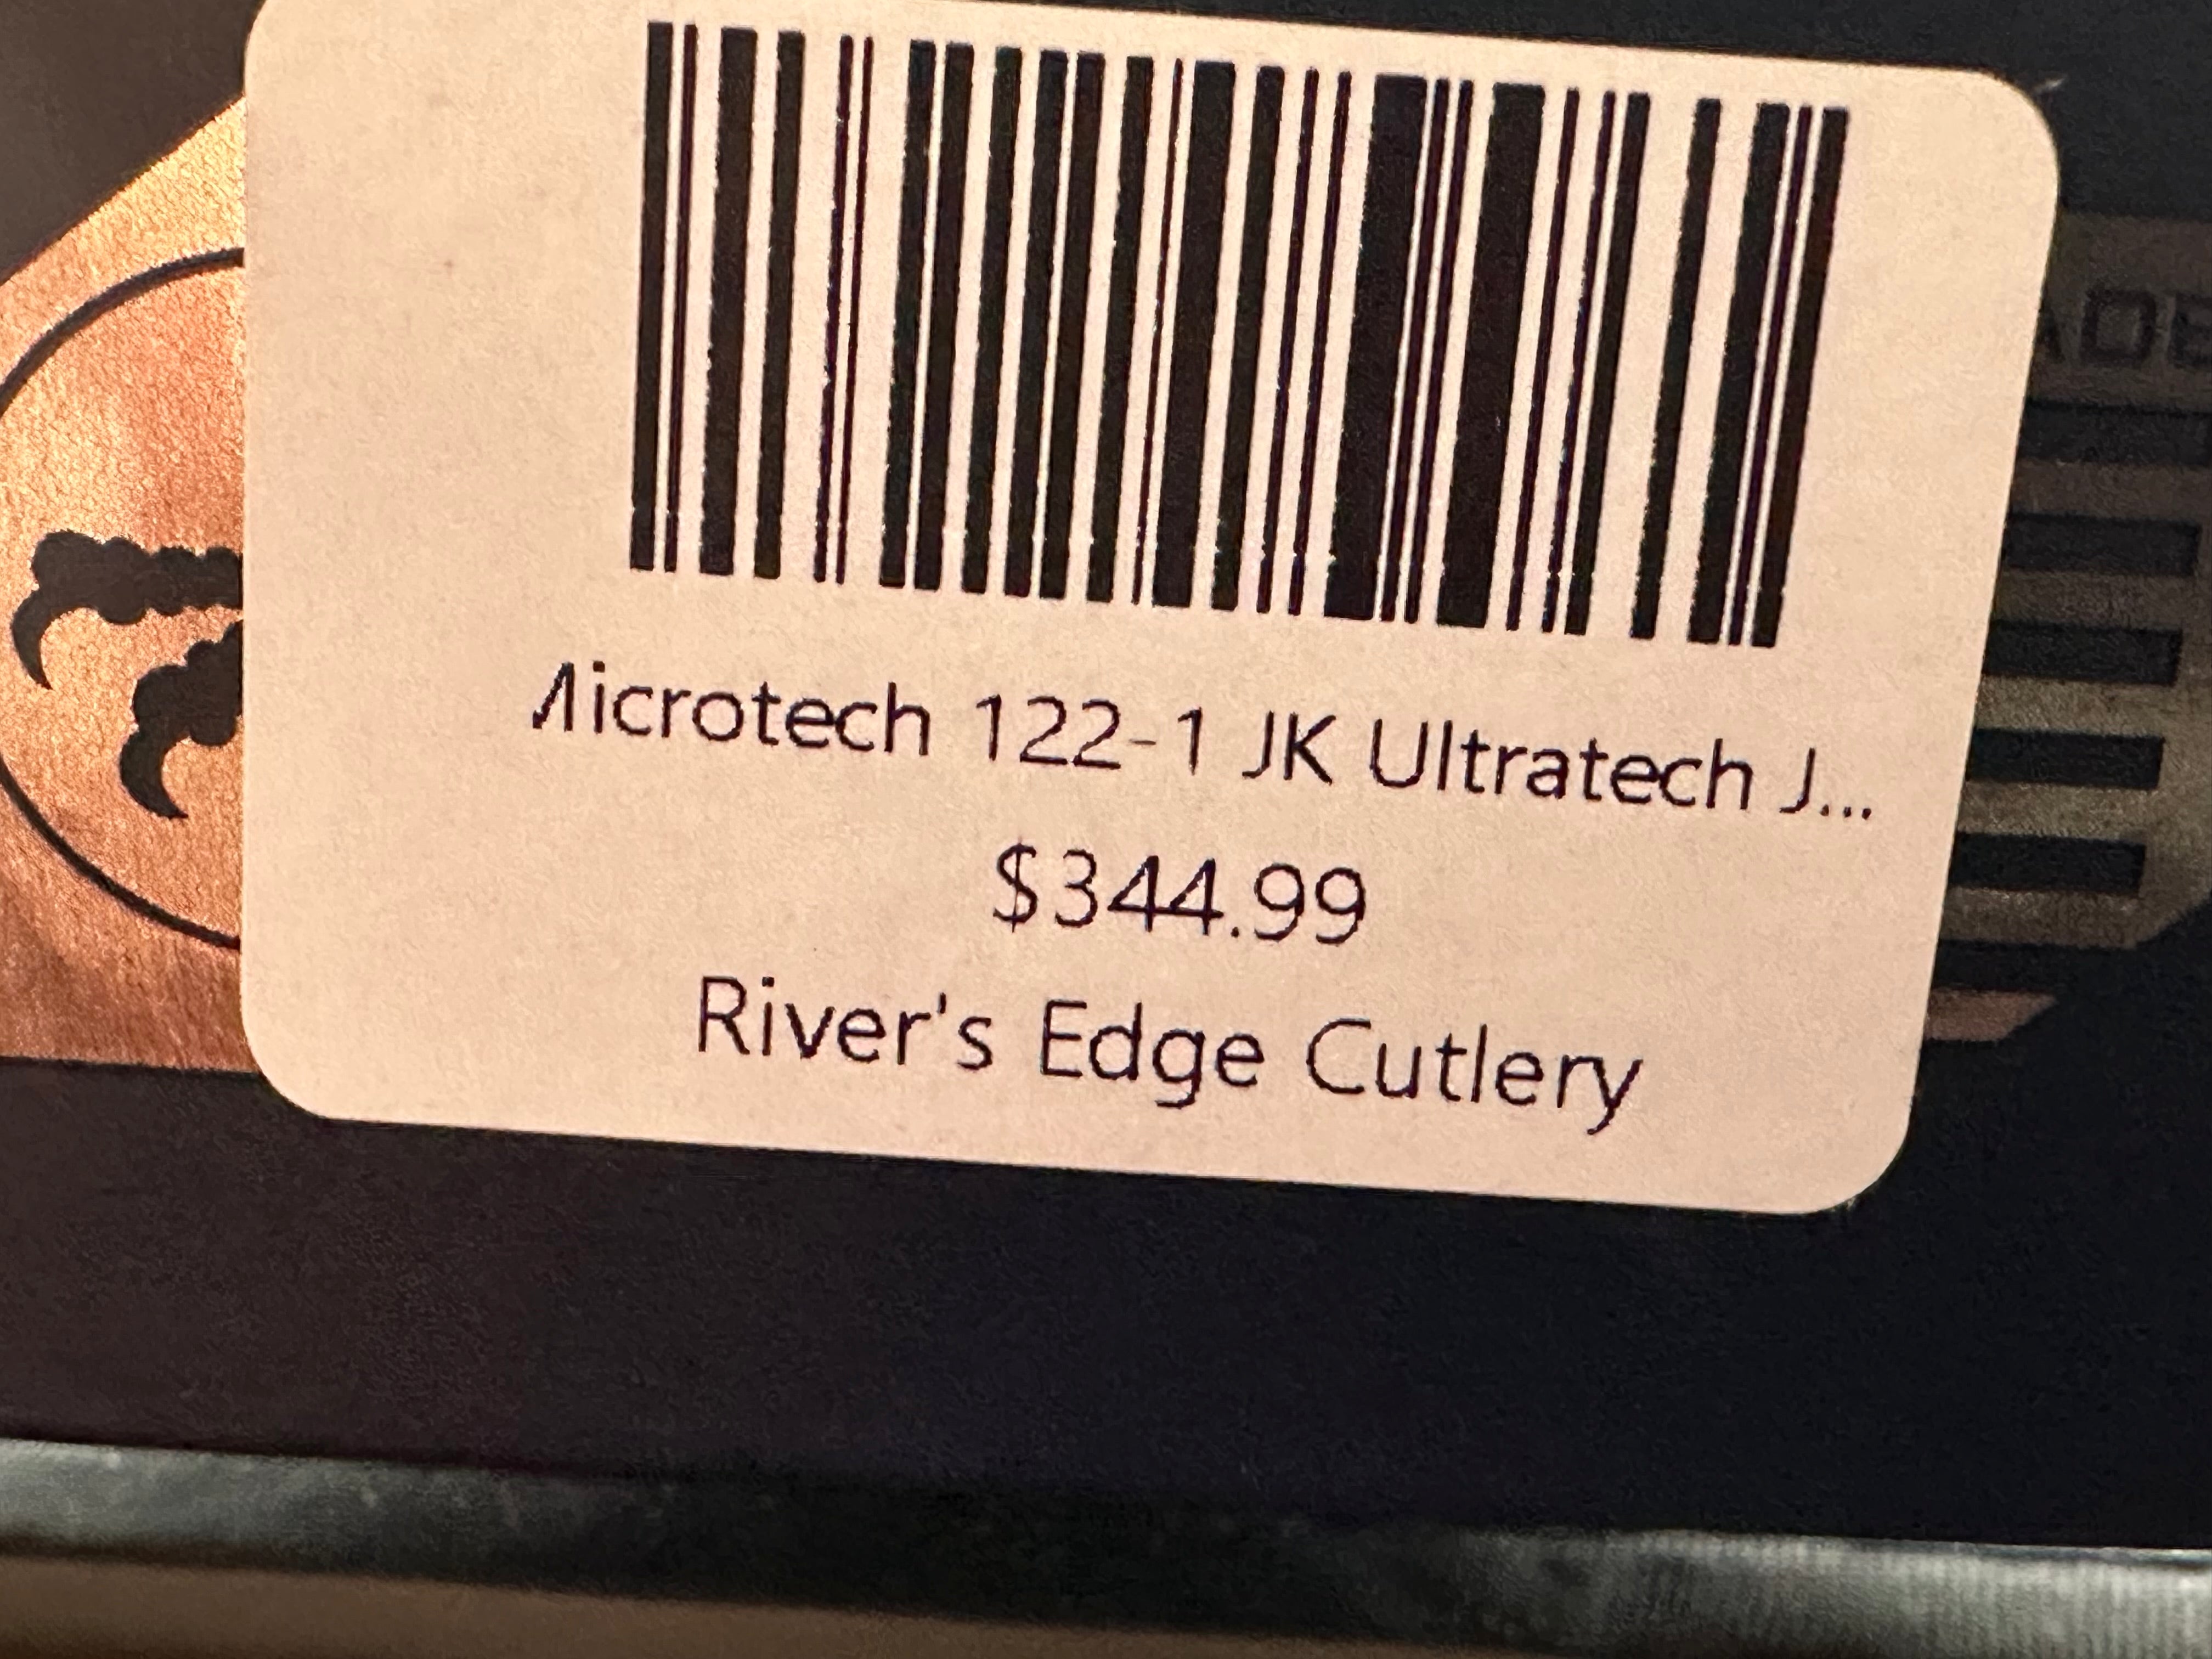 Microtech 122-1 JK Ultratech J...
$344.99
River's Edge Cutlery